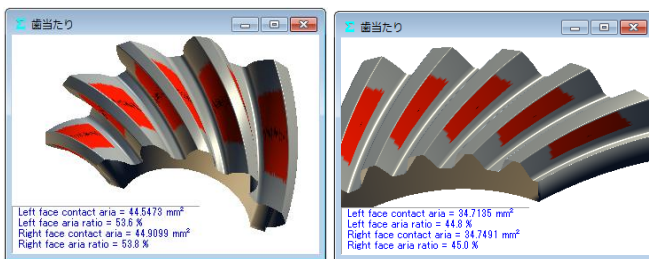 歯当たり
Left face contact aria = 44.5473 mm²
Left face aria ratio = 53.6 %
Right face contact aria = 44.9099 mm²
Right face aria ratio = 53.8 %
歯当たり
Left face contact aria = 34.7135 mm²
Left face aria ratio = 44.8 %
Right face contact aria = 34.7491 mm²
Right face aria ratio = 45.0 %